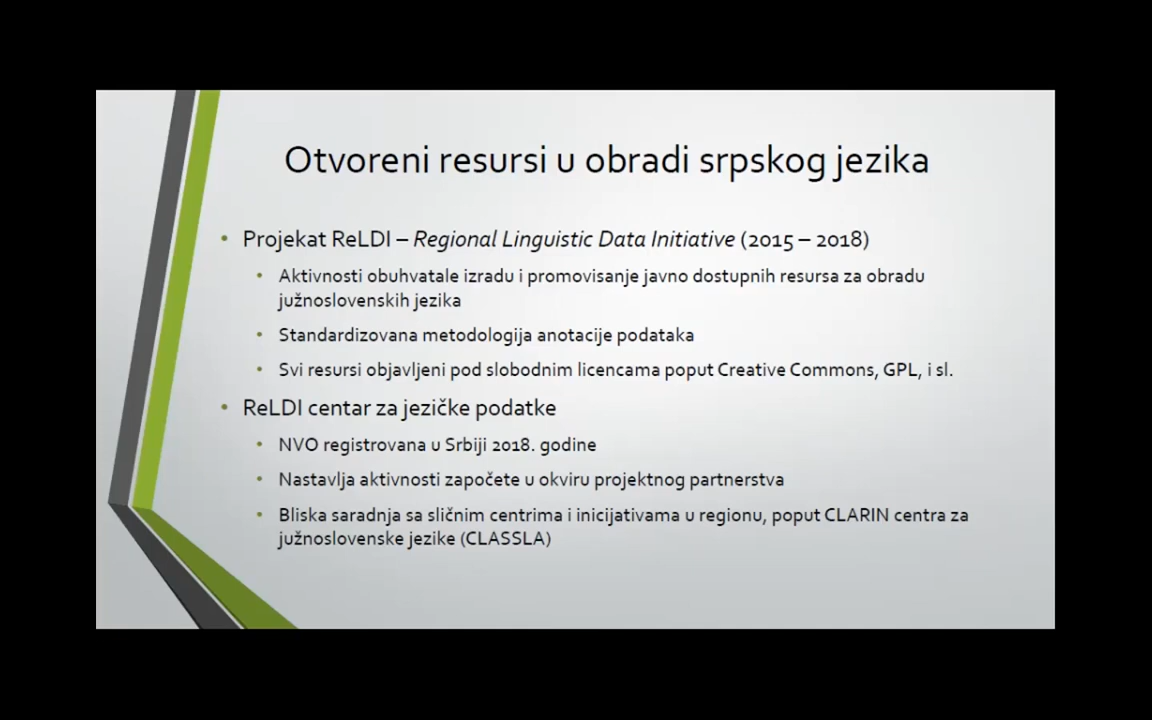 Otvoreni resursi u obradi srpskog jezika
• Projekat ReLDI – Regional Linguistic Data Initiative (2015 – 2018)
• Aktivnosti obuhvatale izradu i promovisanje javno dostupnih resursa za obradu
južnoslovenskih jezika
• Standardizovana metodologija anotacije podataka
• Svi resursi objavljeni pod slobodnim licencama poput Creative Commons, GPL, i sl.
• ReLDI centar za jezičke podatke
• NVO registrovana u Srbiji 2018. godine
• Nastavlja aktivnosti započete u okviru projektnog partnerstva
• Bliska saradnja sa sličnim centrima i inicijativama u regionu, poput CLARIN centra za
južnoslovenske jezike (CLASSLA)